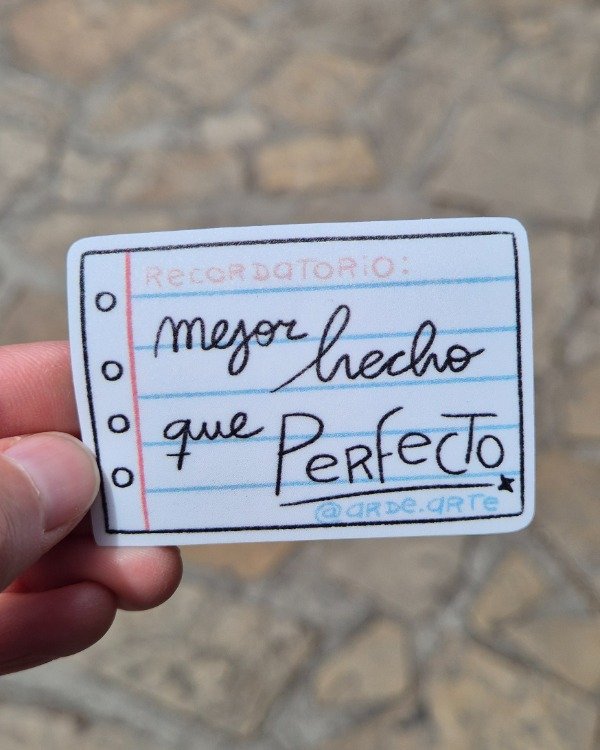 RecoRDatoRio:
mejor hecho
que PeRFecTo
@aRDe.aRTe